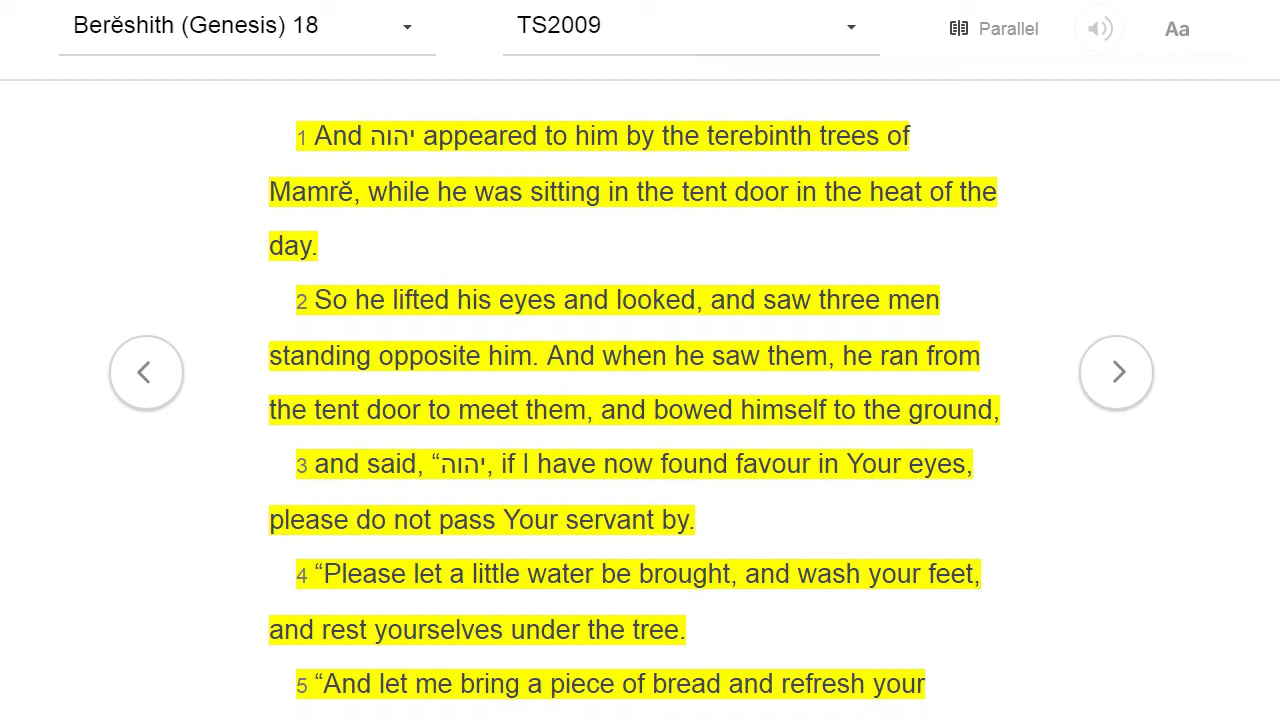 Berĕshith (Genesis) 18
TS2009
Parallel
Aa
1 And יהוה appeared to him by the terebinth trees of
Mamrĕ, while he was sitting in the tent door in the heat of the
day.
2 So he lifted his eyes and looked, and saw three men
standing opposite him. And when he saw them, he ran from
the tent door to meet them, and bowed himself to the ground,
3 and said, “יהוה, if I have now found favour in Your eyes,
please do not pass Your servant by.
4 “Please let a little water be brought, and wash your feet,
and rest yourselves under the tree.
5 “And let me bring a piece of bread and refresh your